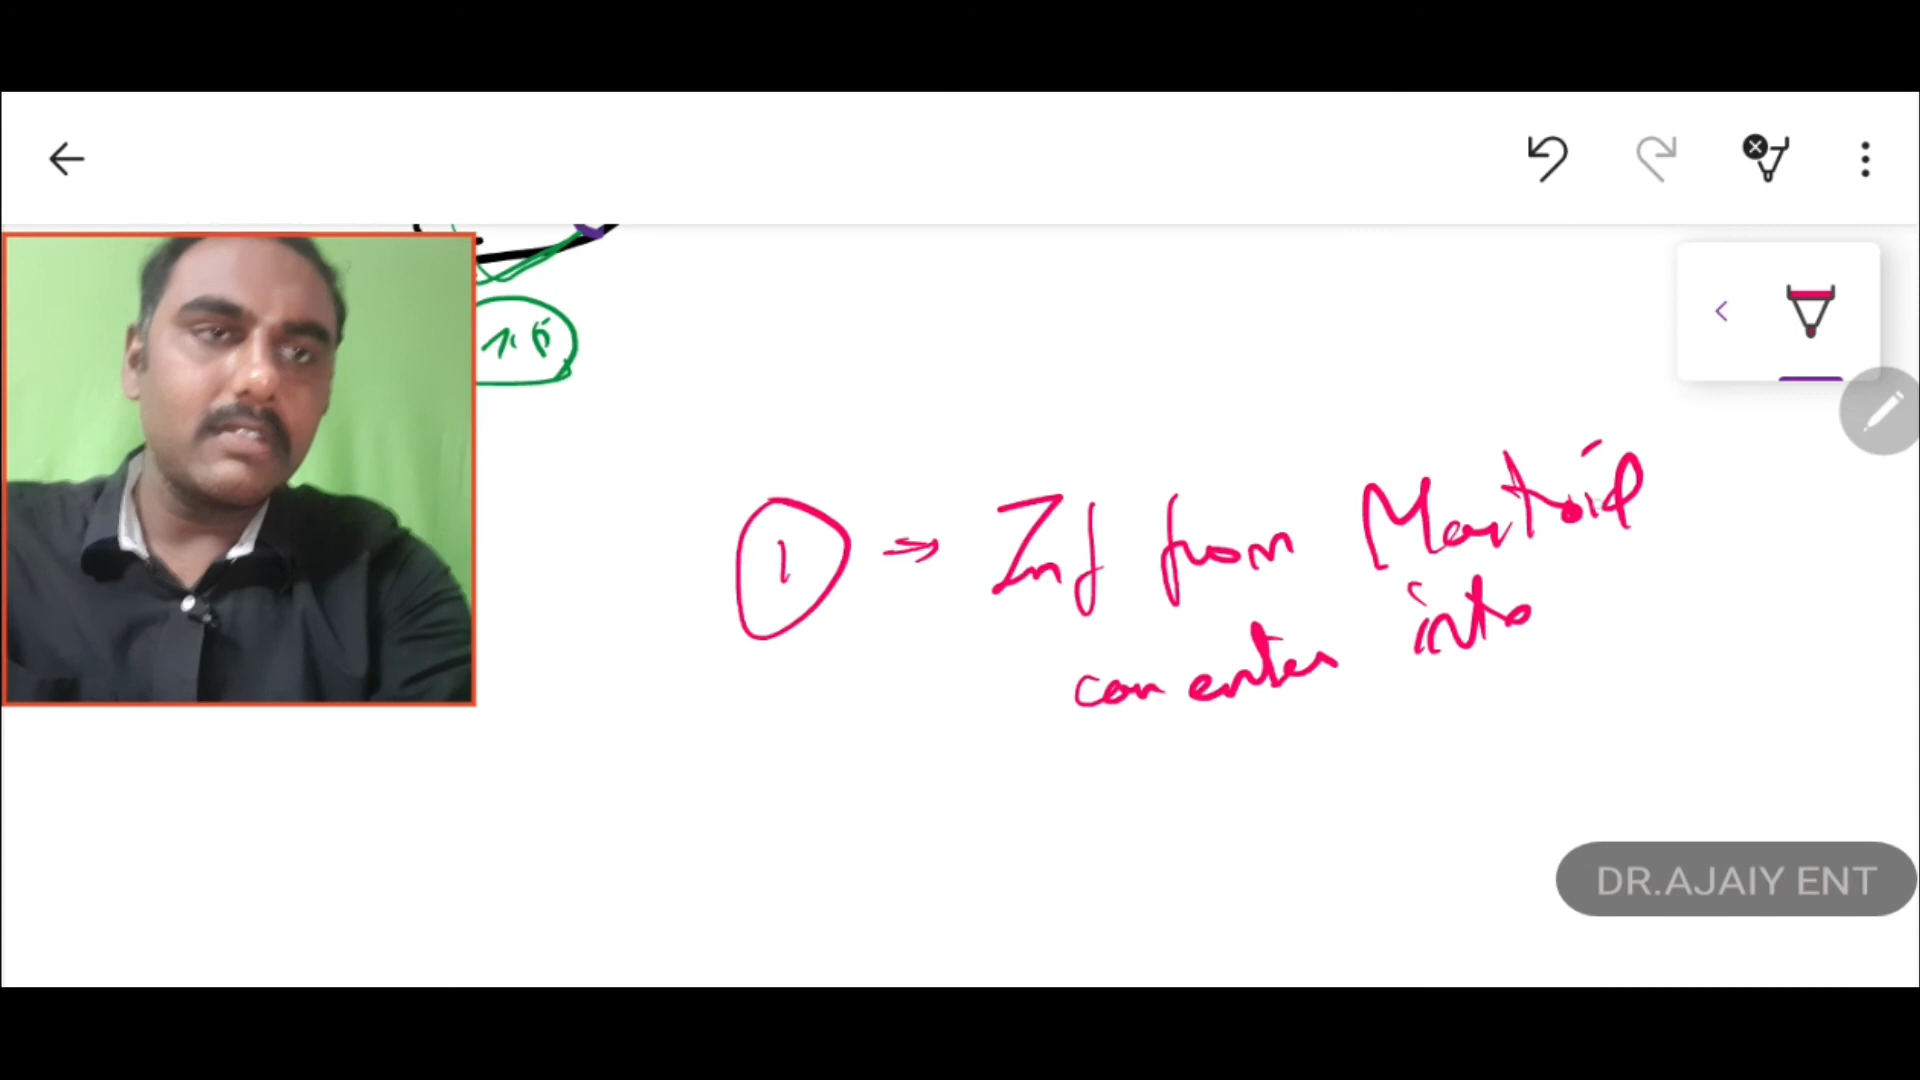 ① ⇒ Inf from Mastoid
can enter into
DR.AJAIY ENT